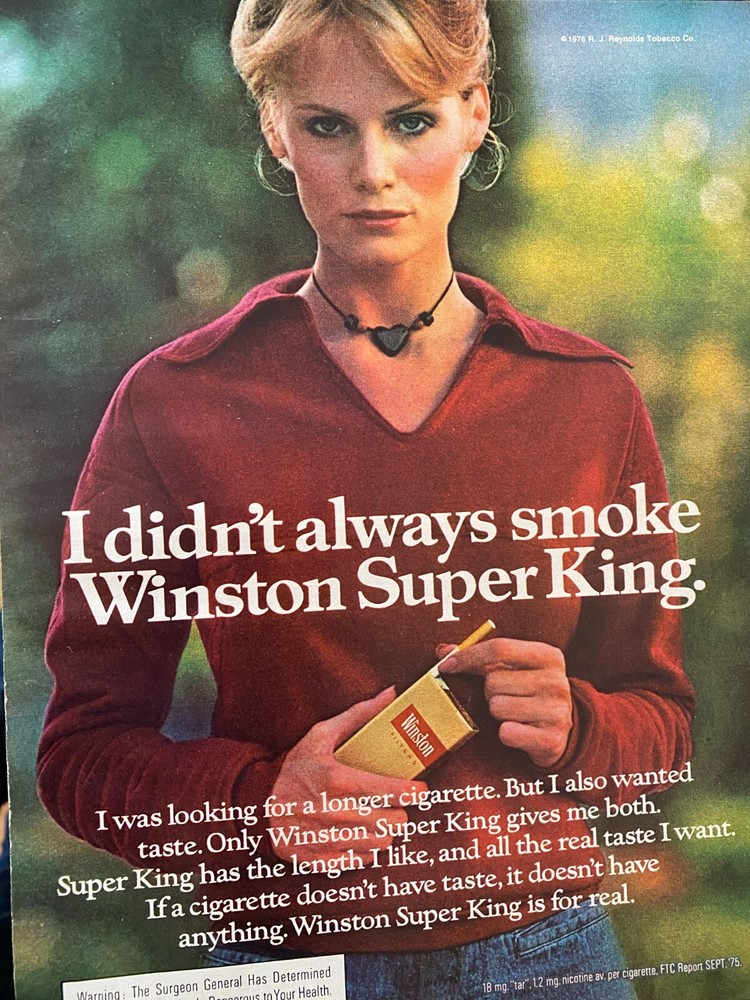 © 1976 R. J. Reynolds Tobacco Co.
I didn't always smoke
Winston Super King.
Winston
FILTERS
I was looking for a longer cigarette. But I also wanted
taste. Only Winston Super King gives me both.
Super King has the length I like, and all the real taste I want.
If a cigarette doesn't have taste, it doesn't have
anything. Winston Super King is for real.
Warning: The Surgeon General Has Determined
Dangerous to Your Health.
18 mg. "tar", 1.2 mg. nicotine av. per cigarette, FTC Report SEPT. '75.